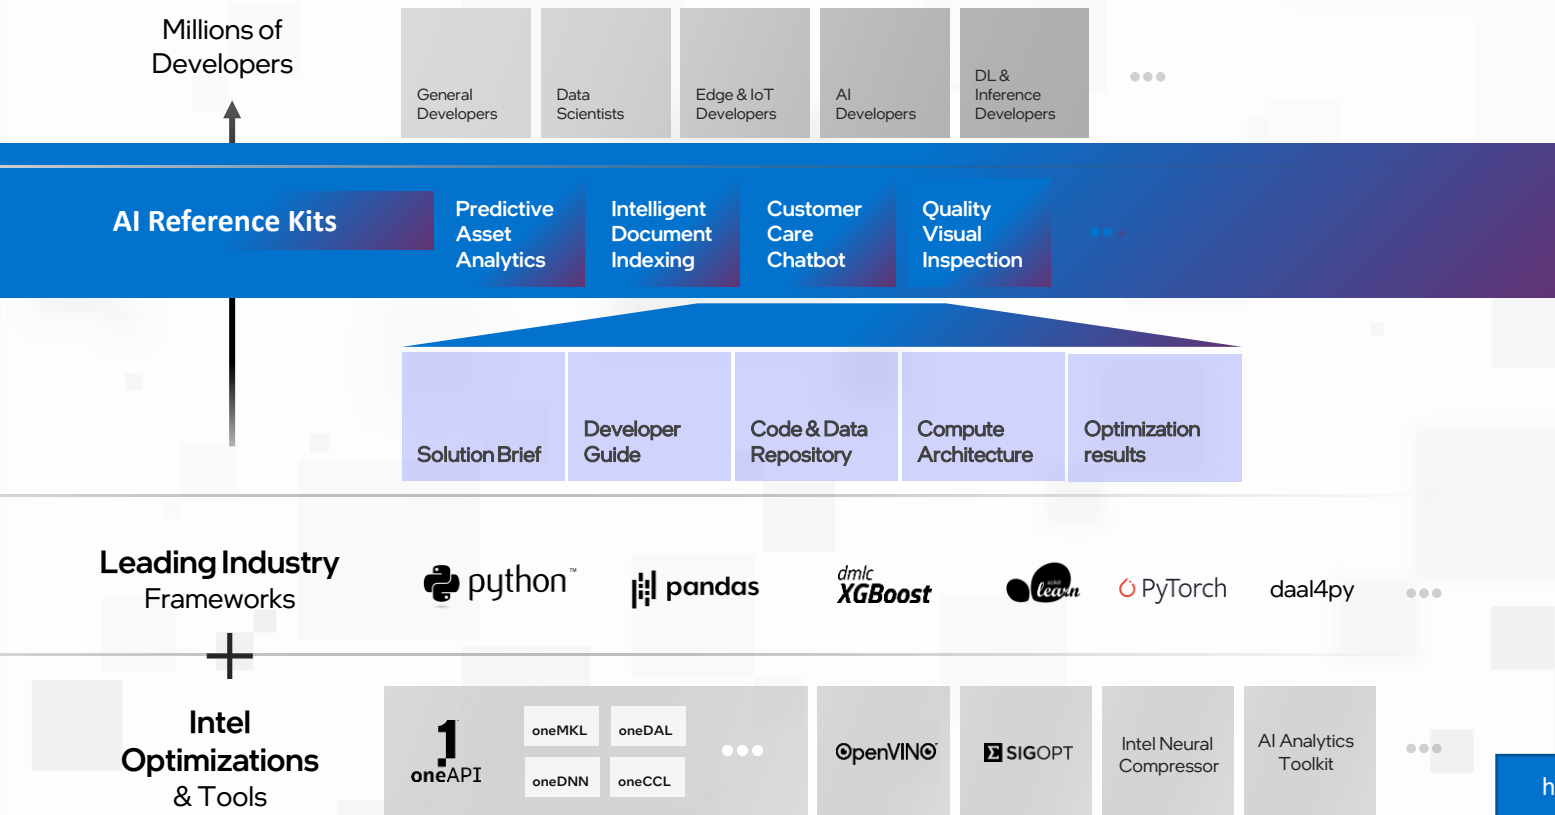 Millions of
Developers
General
Developers
Data
Scientists
Edge & IoT
Developers
AI
Developers
DL &
Inference
Developers
AI Reference Kits
Predictive
Asset
Analytics
Intelligent
Document
Indexing
Customer
Care
Chatbot
Quality
Visual
Inspection
Solution Brief
Developer
Guide
Code & Data
Repository
Compute
Architecture
Optimization
results
Leading Industry
Frameworks
python™
pandas
dmlc
XGBoost
scikit
learn
PyTorch
daal4py
Intel
Optimizations
& Tools
1
oneAPI
oneMKL
oneDAL
oneDNN
oneCCL
OpenVINO
SIGOPT
Intel Neural
Compressor
AI Analytics
Toolkit
h